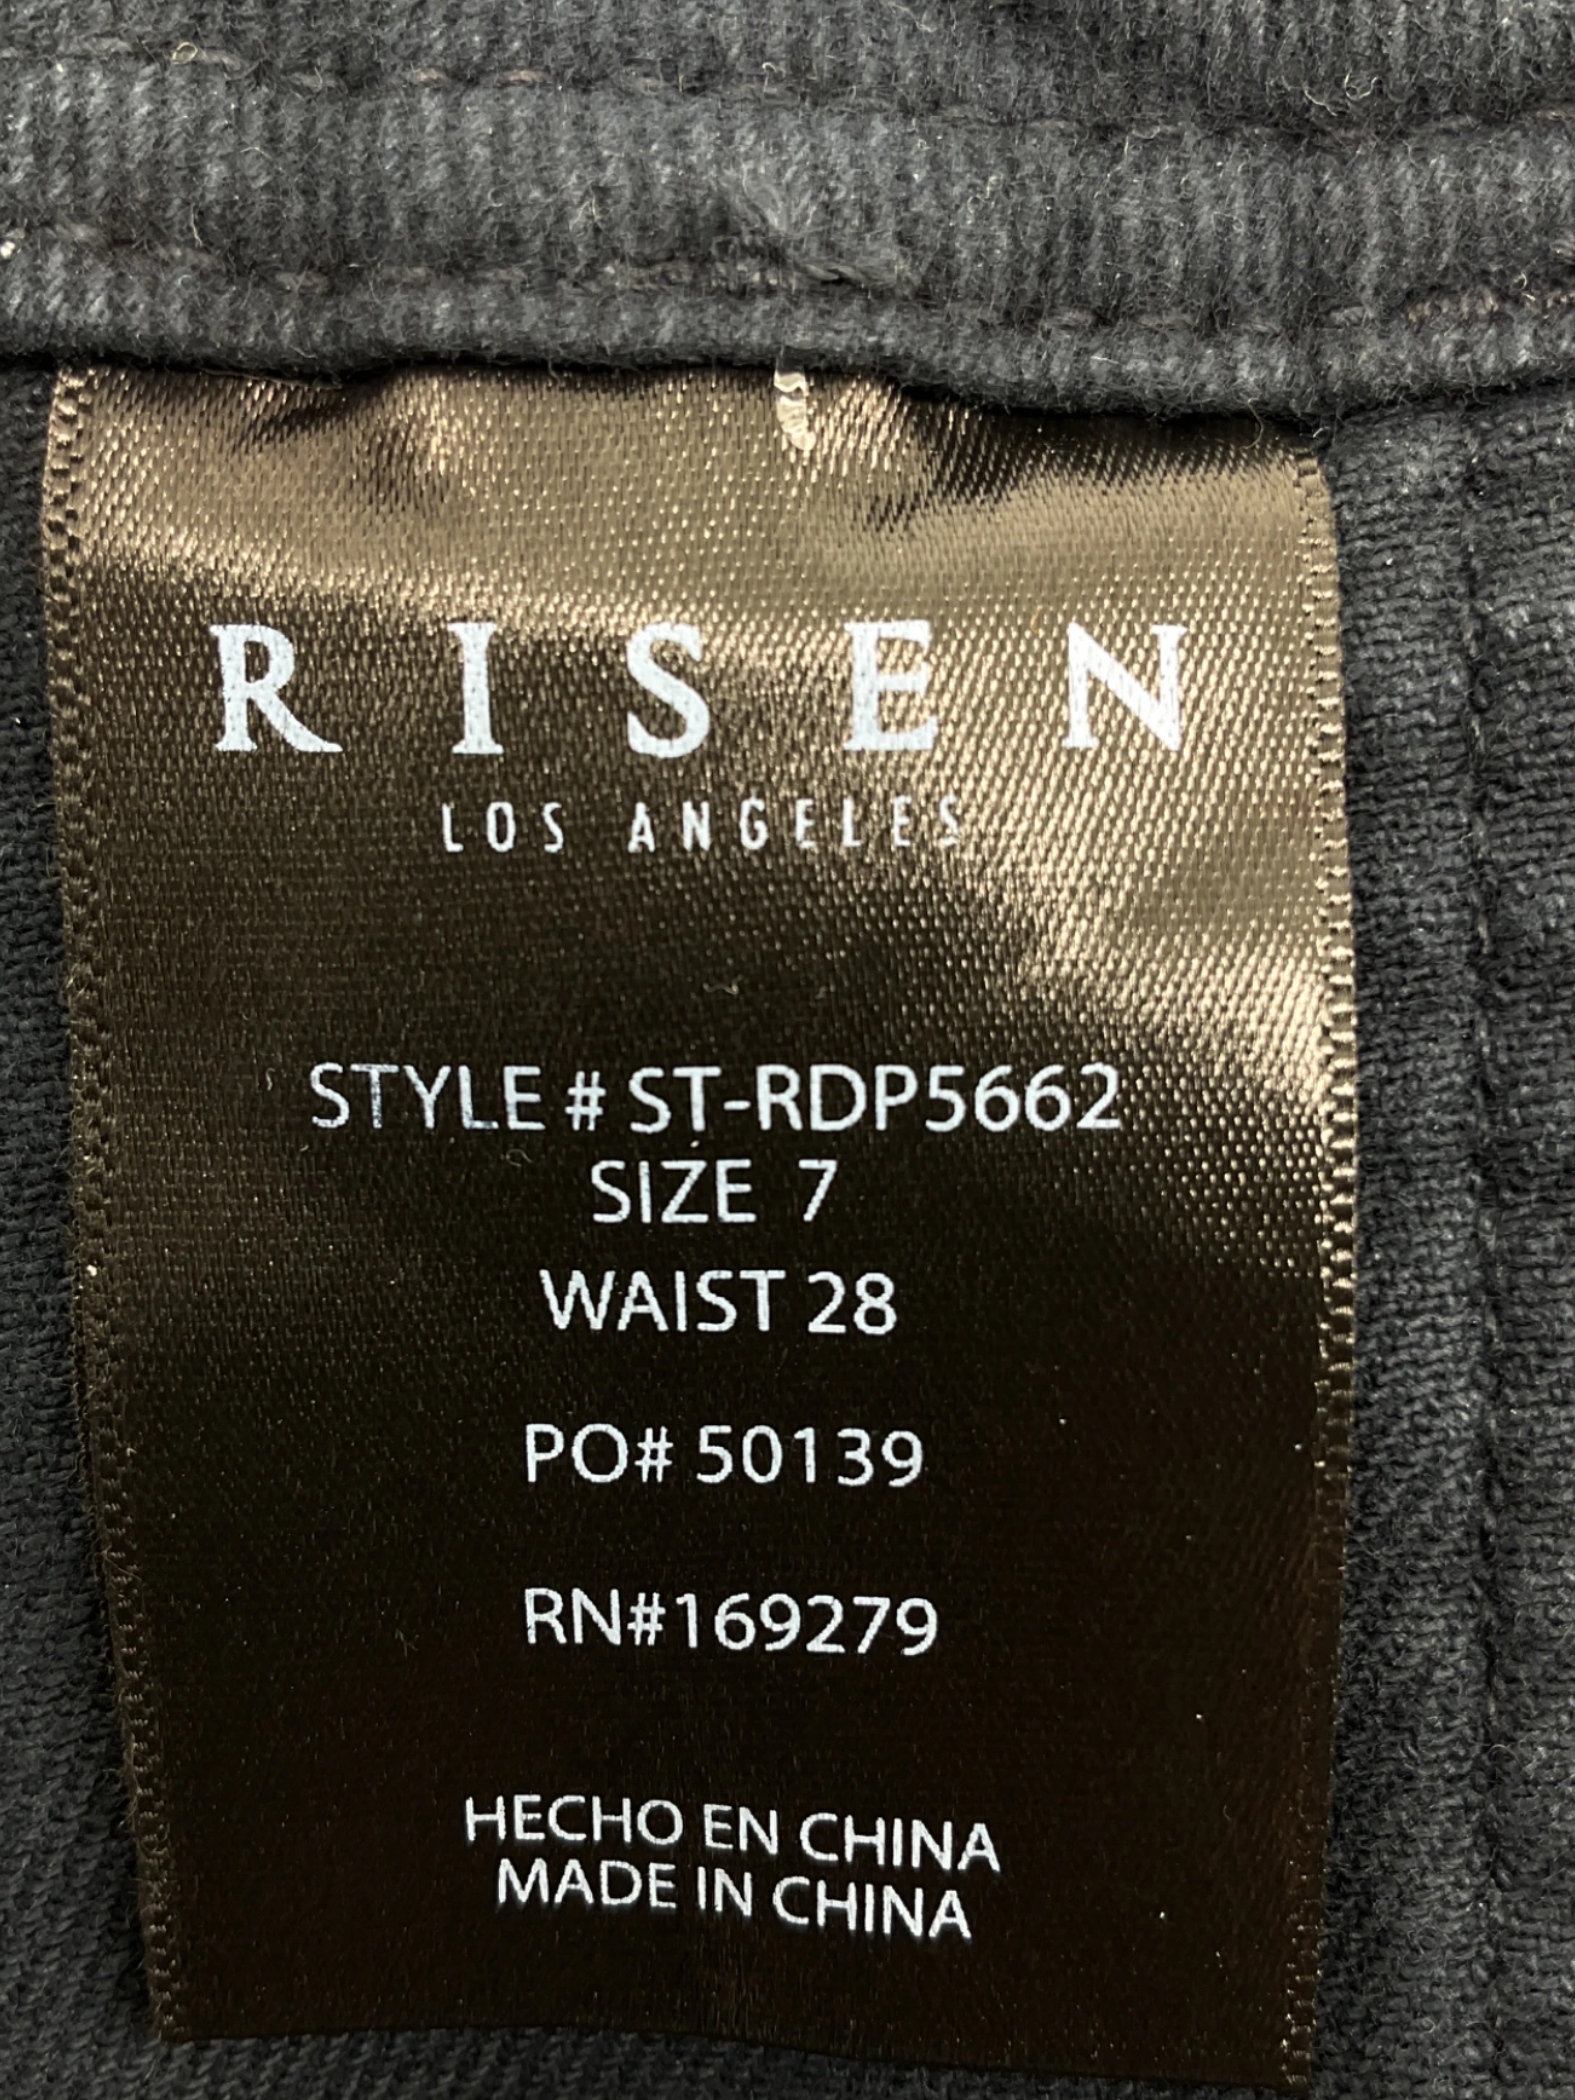 RISEN
LOS ANGELES
STYLE # ST-RDP5662
SIZE 7
WAIST 28
PO# 50139
RN#169279
HECHO EN CHINA
MADE IN CHINA